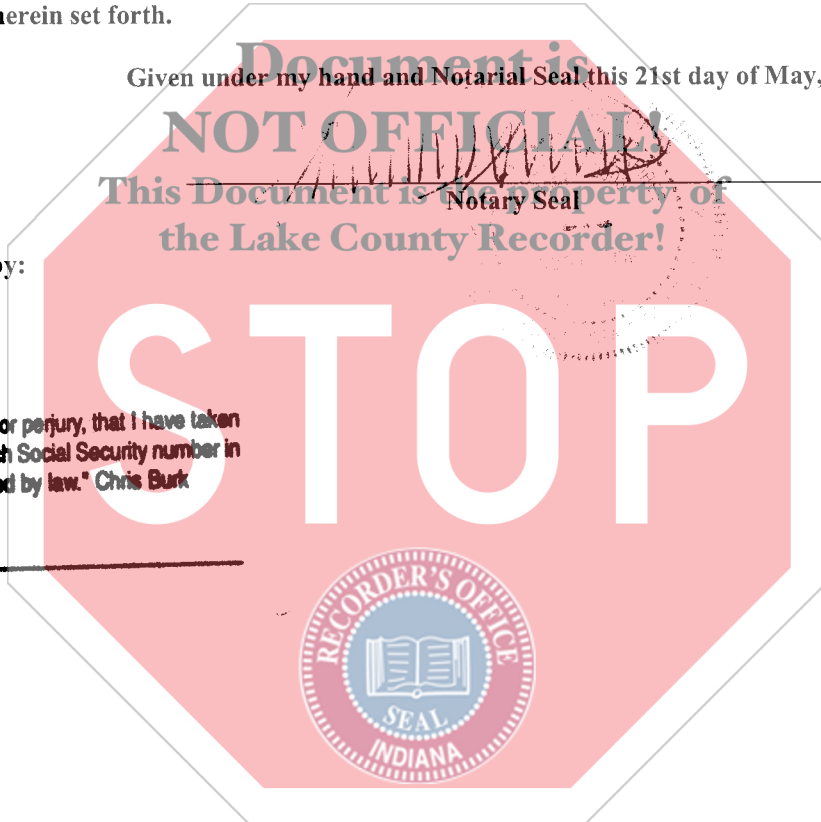 herein set forth.
Document is
Given under my hand and Notarial Seal this 21st day of May,
NOT OFFICIAL!
This Document is the property of
Notary Seal
the Lake County Recorder!
by:
STOP
or perjury, that I have taken
Social Security number in
by law." Chris Burk
RECORDER'S OFFICE
SEAL
INDIANA